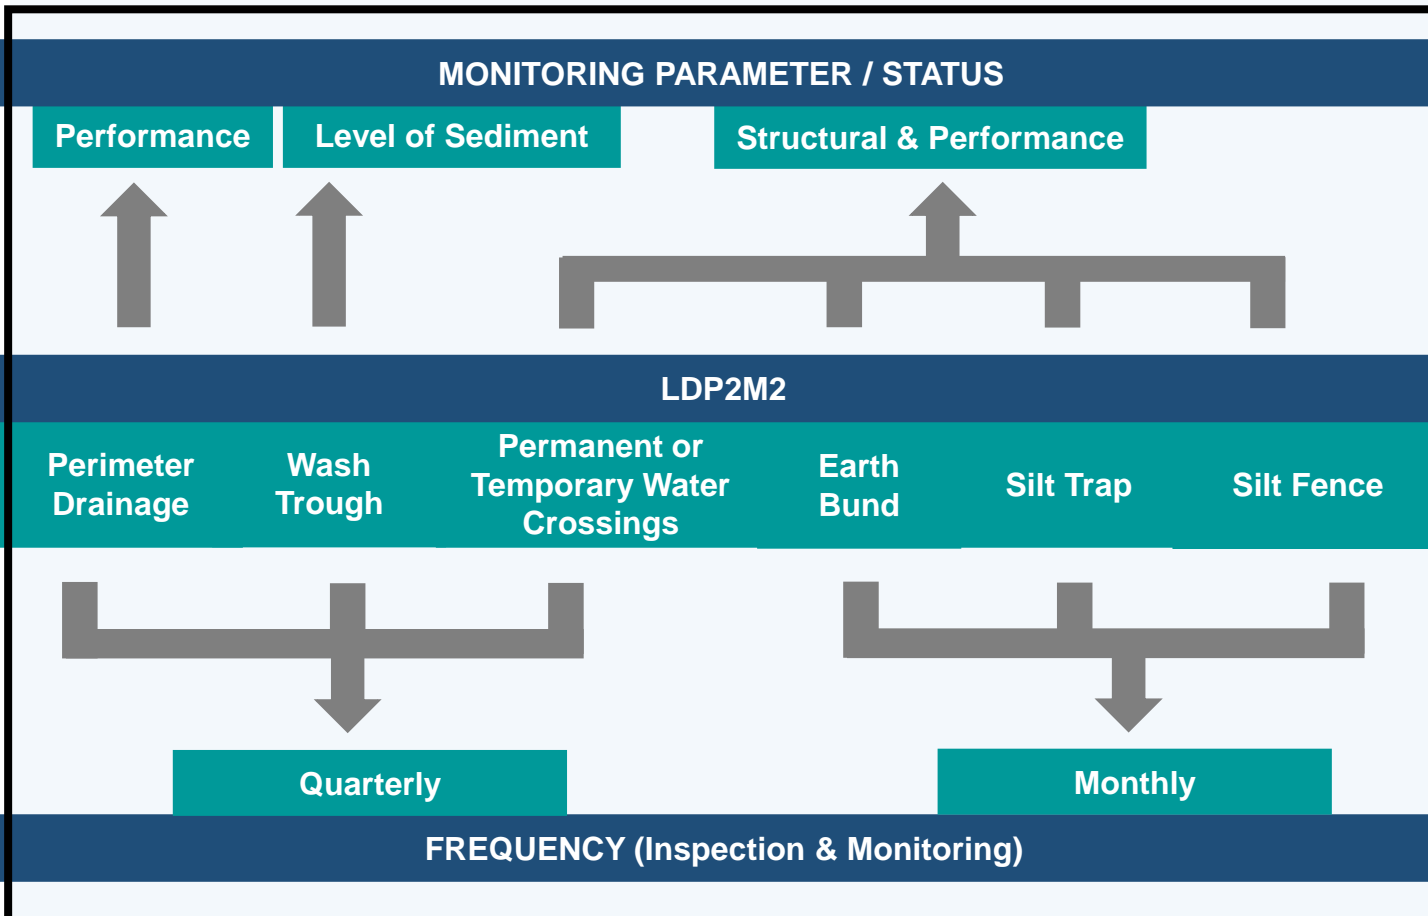 MONITORING PARAMETER / STATUS
Performance
Level of Sediment
Structural & Performance
LDP2M2
Perimeter
Drainage
Wash
Trough
Permanent or
Temporary Water
Crossings
Earth
Bund
Silt Trap
Silt Fence
Quarterly
Monthly
FREQUENCY (Inspection & Monitoring)